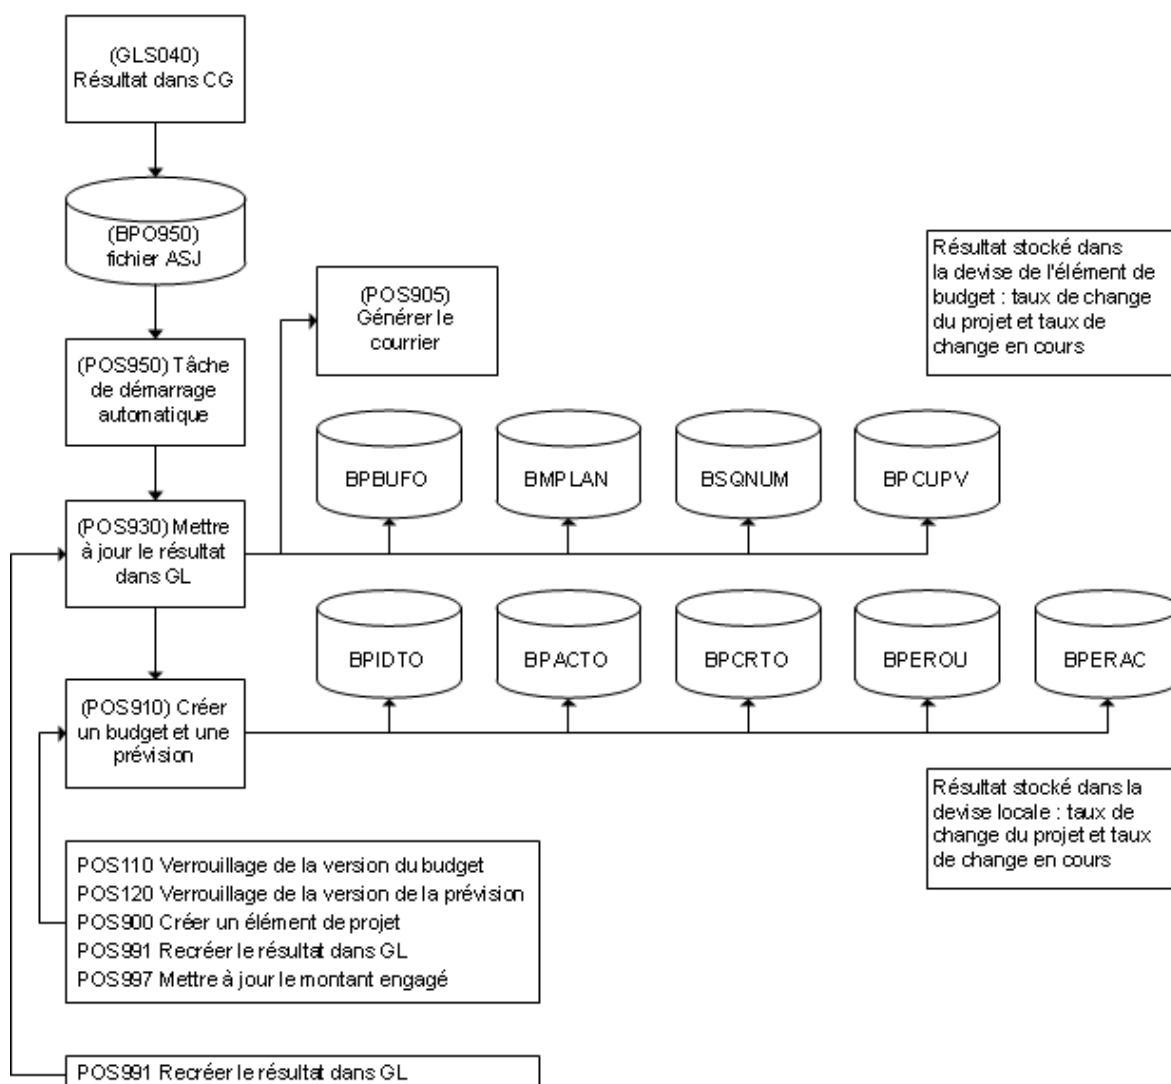 (GLS040)
Résultat dans CG
(BPO950)
fichier ASJ
Résultat stocké dans
la devise de l'élément de
budget : taux de change
du projet et taux de
change en cours
(POS905)
Générer le
courrier
(POS950) Tâche
de démarrage
automatique
BPBUFO
BMPLAN
BSQNUM
BPCUPV
(POS930) Mettre
à jour le résultat
dans GL
BPIDTO
BPACTO
BPCRTO
BPEROU
BPERAC
(POS910) Créer
un budget et une
prévision
Résultat stocké dans la
devise locale : taux de
change du projet et taux
de change en cours
POS110 Verrouillage de la version du budget
POS120 Verrouillage de la version de la prévision
POS900 Créer un élément de projet
POS991 Recréer le résultat dans GL
POS997 Mettre à jour le montant engagé
POS991 Recréer le résultat dans GL